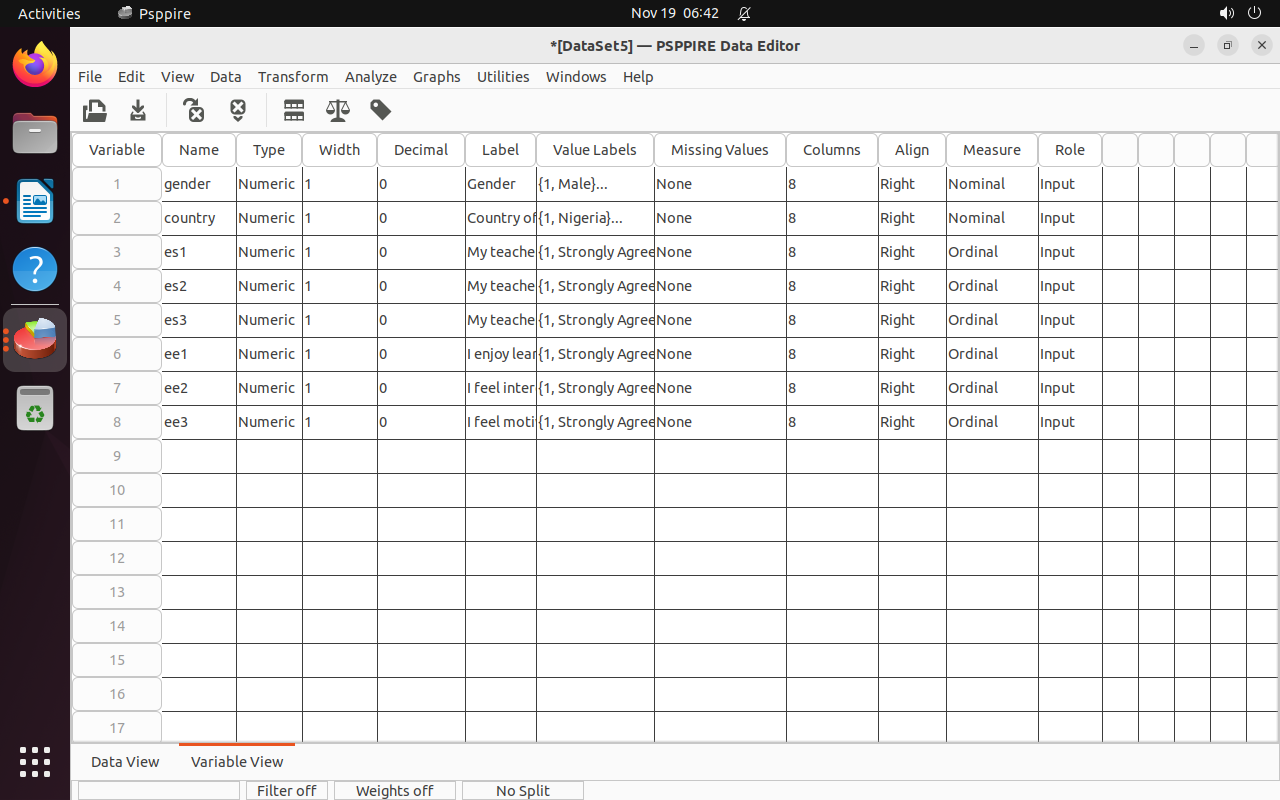 Activities Psppire Nov 19 06:42
*[DataSet5] — PSPPIRE Data Editor
File Edit View Data Transform Analyze Graphs Utilities Windows Help
Variable Name Type Width Decimal Label Value Labels Missing Values Columns Align Measure Role
1 gender Numeric 1 0 Gender {1, Male}... None 8 Right Nominal Input
2 country Numeric 1 0 Country of {1, Nigeria}... None 8 Right Nominal Input
3 es1 Numeric 1 0 My teache {1, Strongly Agree None 8 Right Ordinal Input
4 es2 Numeric 1 0 My teache {1, Strongly Agree None 8 Right Ordinal Input
5 es3 Numeric 1 0 My teache {1, Strongly Agree None 8 Right Ordinal Input
6 ee1 Numeric 1 0 I enjoy lear {1, Strongly Agree None 8 Right Ordinal Input
7 ee2 Numeric 1 0 I feel inter {1, Strongly Agree None 8 Right Ordinal Input
8 ee3 Numeric 1 0 I feel moti {1, Strongly Agree None 8 Right Ordinal Input
9
10
11
12
13
14
15
16
17
Data View Variable View
Filter off Weights off No Split